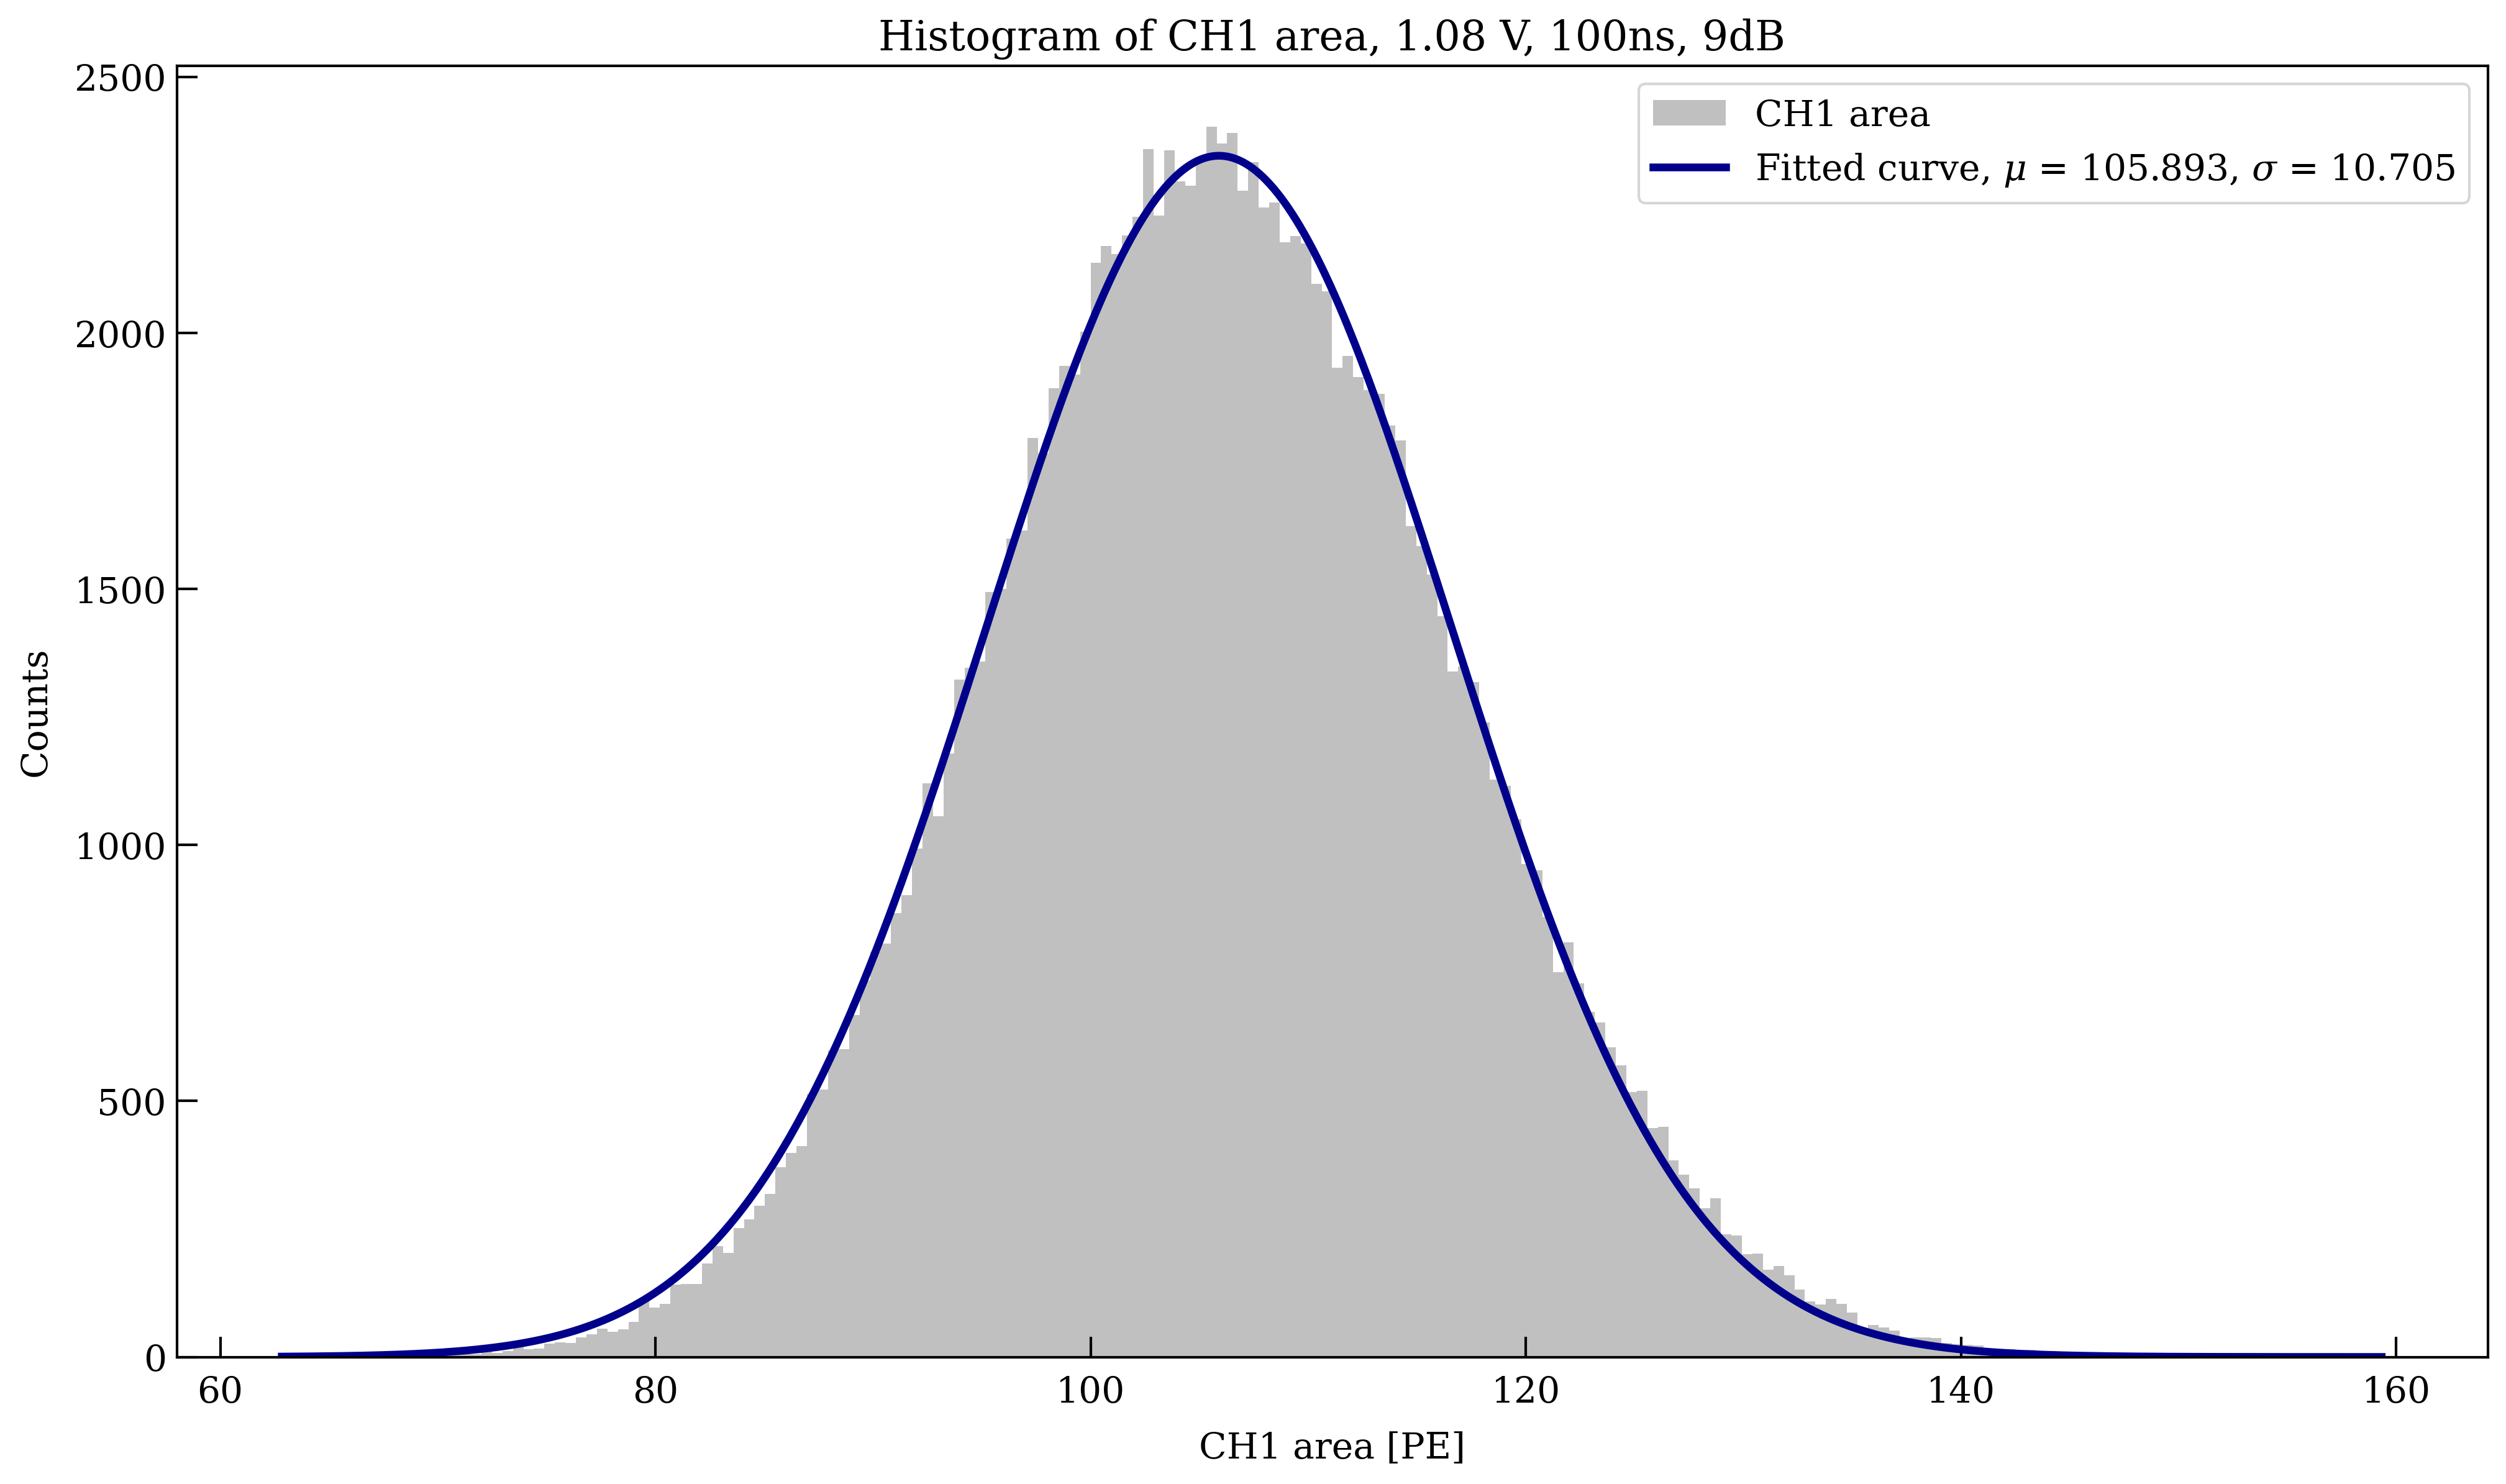 Histogram of CH1 area, 1.08 V, 100ns, 9dB
CH1 area
Fitted curve, μ = 105.893, σ = 10.705
2500
2000
1500
1000
500
0
Counts
60 80 100 120 140 160
CH1 area [PE]